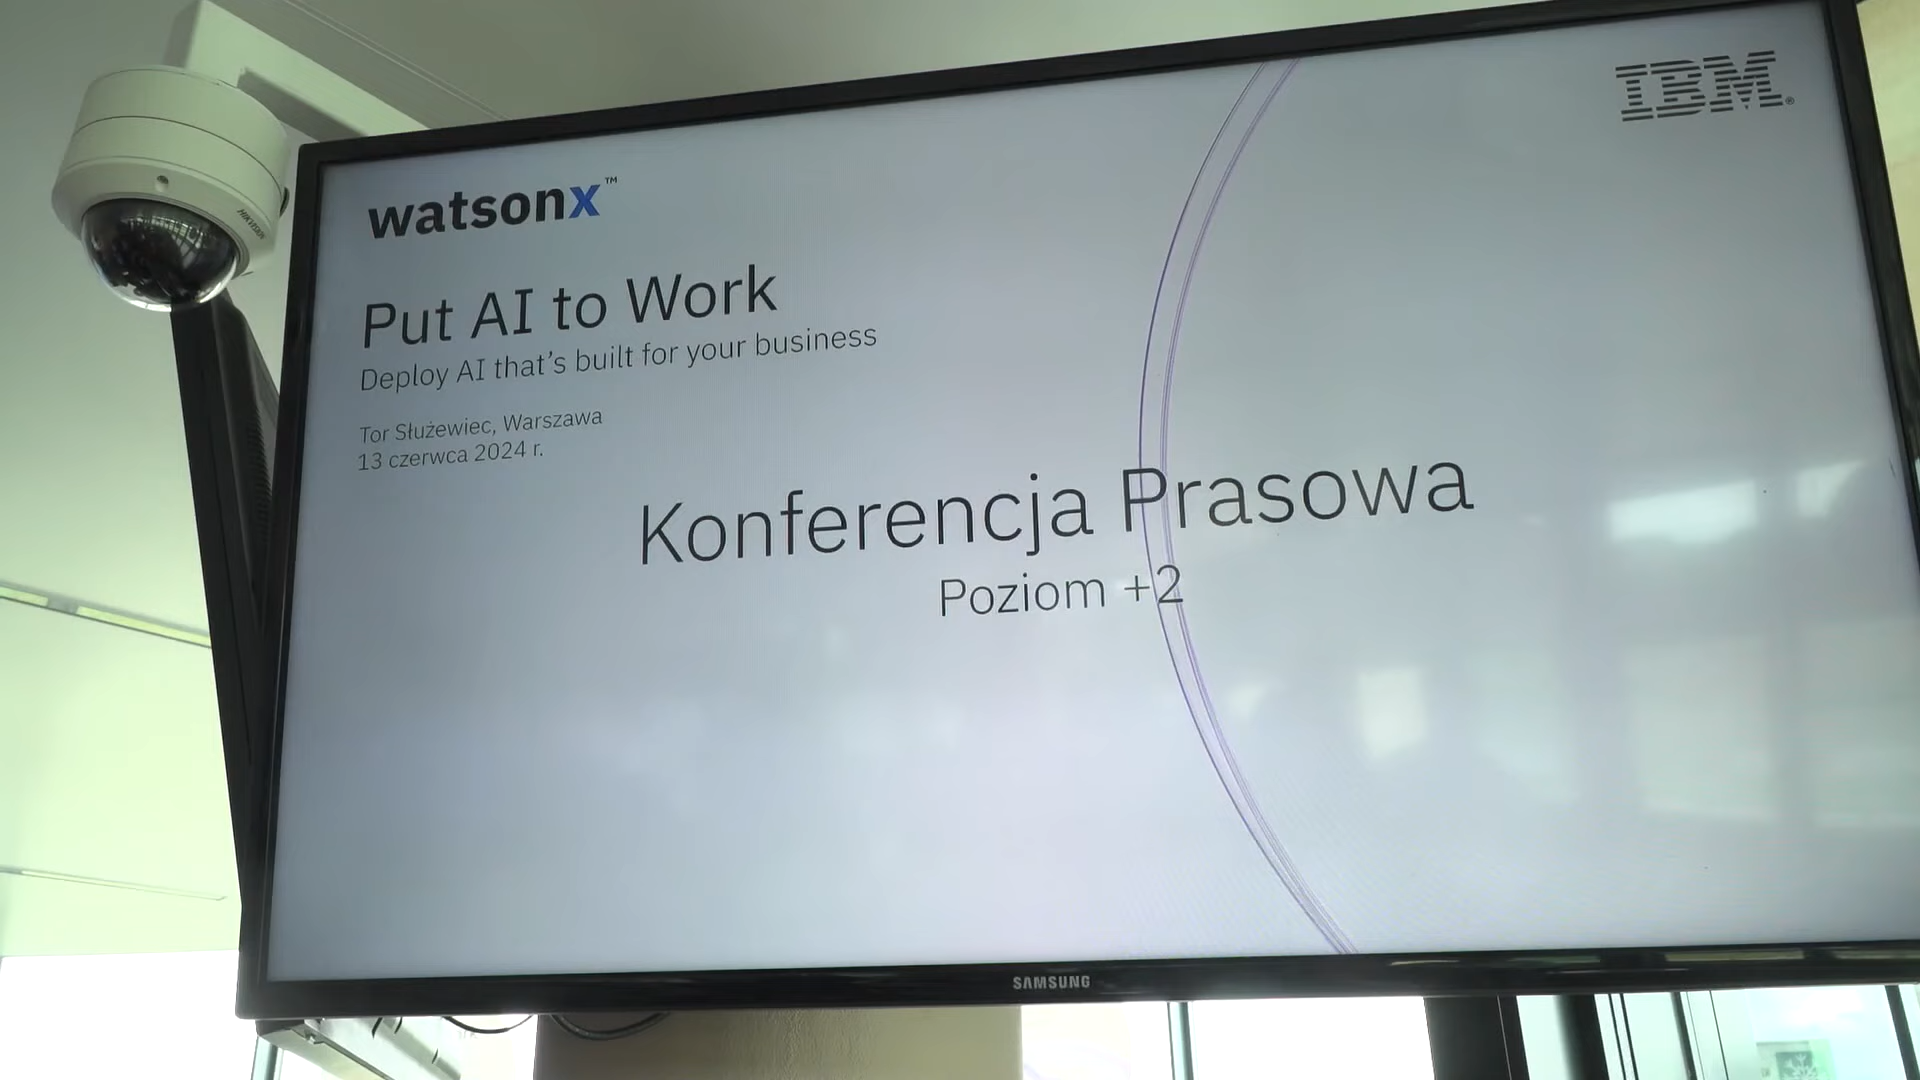 IBM®
watsonx™
Put AI to Work
Deploy AI that's built for your business
Tor Służewiec, Warszawa
13 czerwca 2024 r.
Konferencja Prasowa
Poziom +2
HIKVISION
SAMSUNG